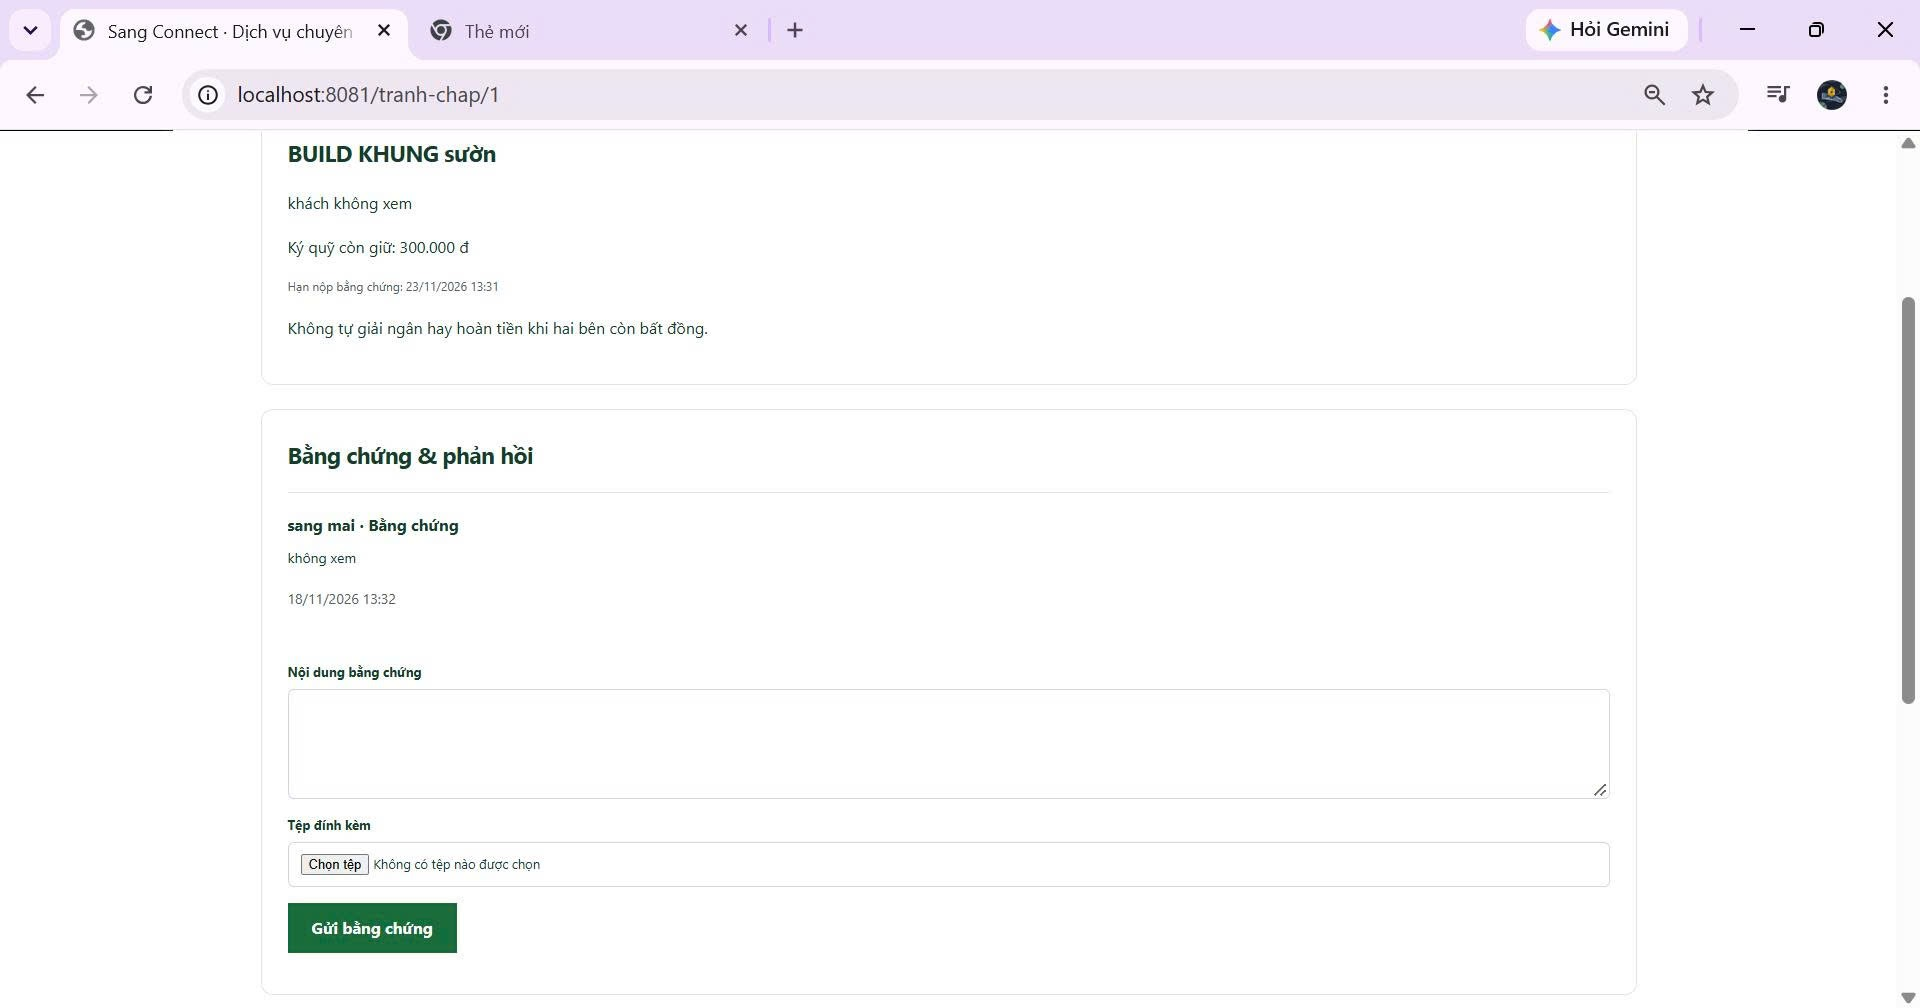 Sang Connect · Dịch vụ chuyên
Thẻ mới
Hỏi Gemini
localhost:8081/tranh-chap/1
BUILD KHUNG sườn
khách không xem
Ký quỹ còn giữ: 300.000 đ
Hạn nộp bằng chứng: 23/11/2026 13:31
Không tự giải ngân hay hoàn tiền khi hai bên còn bất đồng.
Bằng chứng & phản hồi
sang mai · Bằng chứng
không xem
18/11/2026 13:32
Nội dung bằng chứng
Tệp đính kèm
Chọn tệp Không có tệp nào được chọn
Gửi bằng chứng